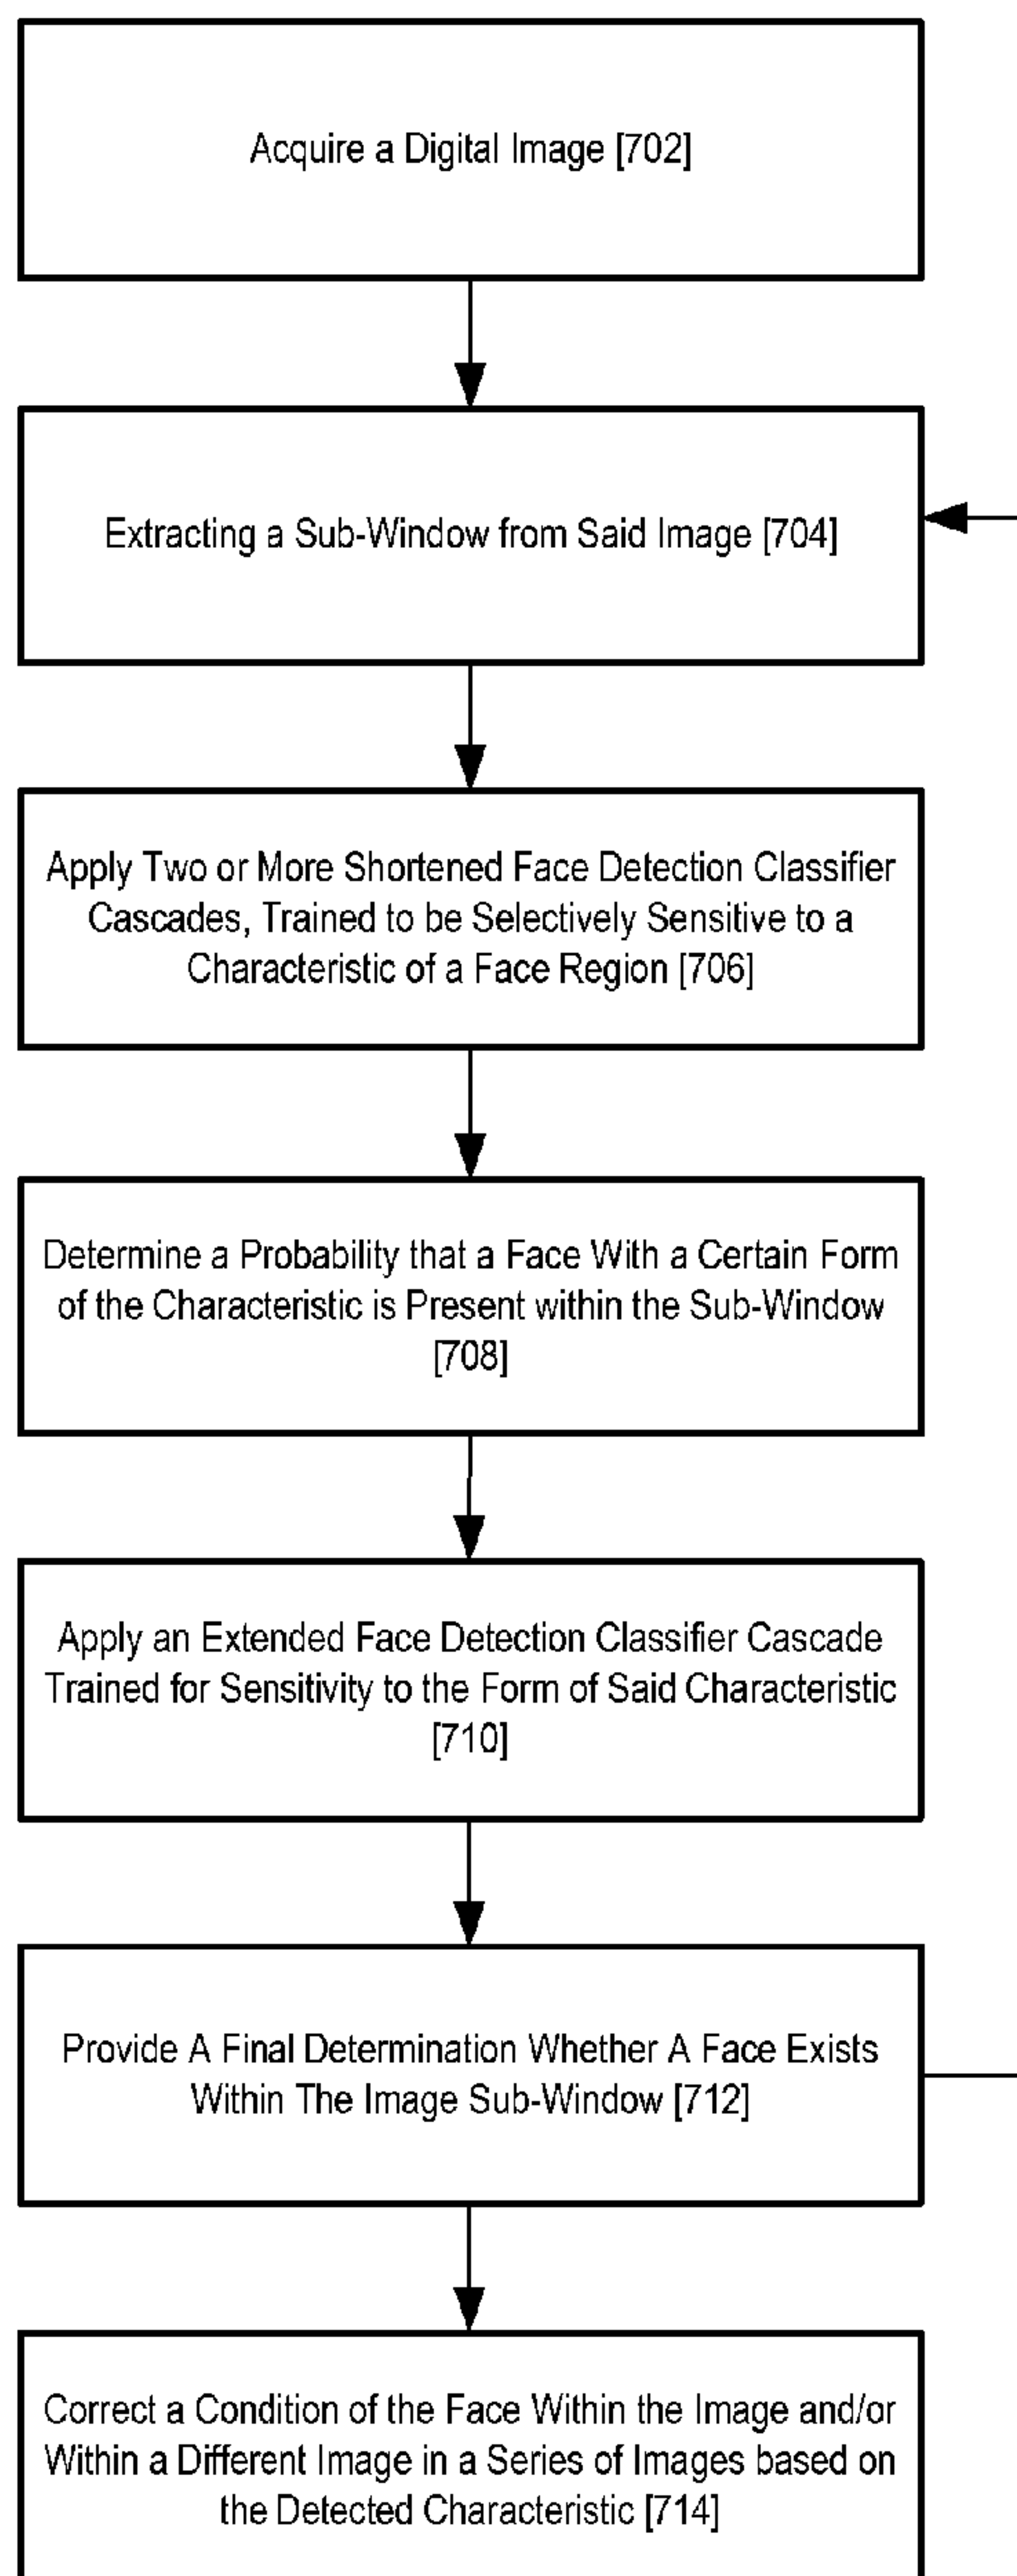 Acquire a Digital Image [702]
Extracting a Sub-Window from Said Image [704]
Apply Two or More Shortened Face Detection Classifier
Cascades, Trained to be Selectively Sensitive to a
Characteristic of a Face Region [706]
Determine a Probability that a Face With a Certain Form
of the Characteristic is Present within the Sub-Window
[708]
Apply an Extended Face Detection Classifier Cascade
Trained for Sensitivity to the Form of Said Characteristic
[710]
Provide A Final Determination Whether A Face Exists
Within The Image Sub-Window [712]
Correct a Condition of the Face Within the Image and/or
Within a Different Image in a Series of Images based on
the Detected Characteristic [714]